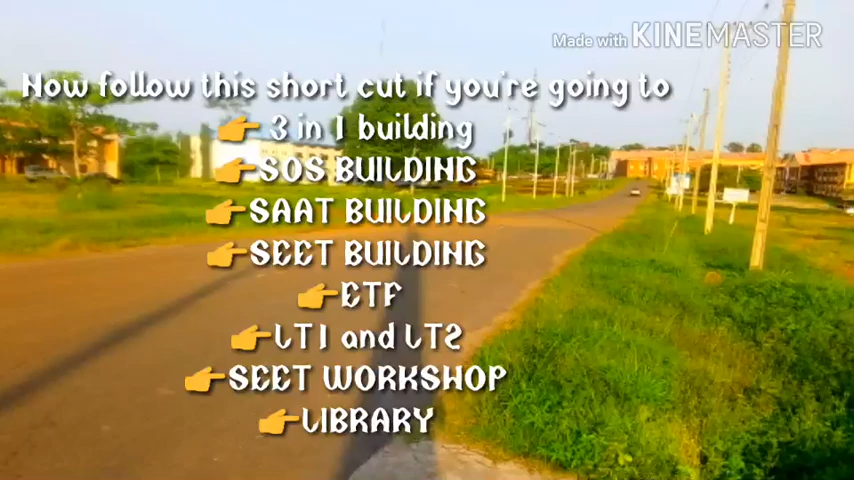 Made with KINEMASTER
Now follow this short cut if you're going to
👉 3 in 1 building
👉SOS BUILDING
👉SAAT BUILDING
👉SEET BUILDING
👉ETF
👉LT1 and LT2
👉SEET WORKSHOP
👉LIBRARY